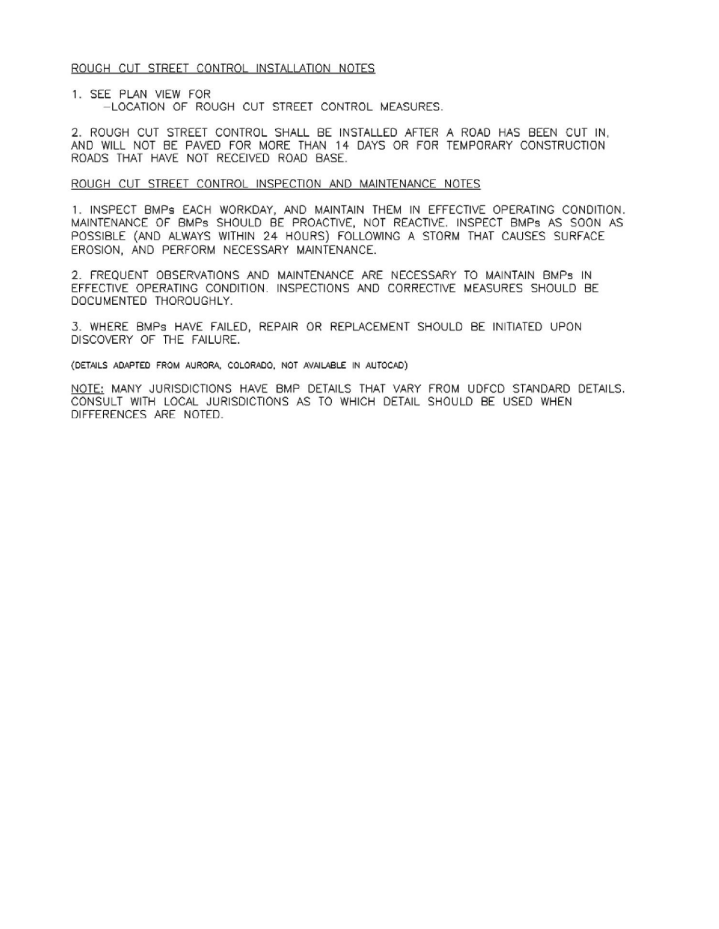 ROUGH CUT STREET CONTROL INSTALLATION NOTES
1. SEE PLAN VIEW FOR
–LOCATION OF ROUGH CUT STREET CONTROL MEASURES.
2. ROUGH CUT STREET CONTROL SHALL BE INSTALLED AFTER A ROAD HAS BEEN CUT IN,
AND WILL NOT BE PAVED FOR MORE THAN 14 DAYS OR FOR TEMPORARY CONSTRUCTION
ROADS THAT HAVE NOT RECEIVED ROAD BASE.
ROUGH CUT STREET CONTROL INSPECTION AND MAINTENANCE NOTES
1. INSPECT BMPs EACH WORKDAY, AND MAINTAIN THEM IN EFFECTIVE OPERATING CONDITION.
MAINTENANCE OF BMPs SHOULD BE PROACTIVE, NOT REACTIVE. INSPECT BMPs AS SOON AS
POSSIBLE (AND ALWAYS WITHIN 24 HOURS) FOLLOWING A STORM THAT CAUSES SURFACE
EROSION, AND PERFORM NECESSARY MAINTENANCE.
2. FREQUENT OBSERVATIONS AND MAINTENANCE ARE NECESSARY TO MAINTAIN BMPs IN
EFFECTIVE OPERATING CONDITION. INSPECTIONS AND CORRECTIVE MEASURES SHOULD BE
DOCUMENTED THOROUGHLY.
3. WHERE BMPs HAVE FAILED, REPAIR OR REPLACEMENT SHOULD BE INITIATED UPON
DISCOVERY OF THE FAILURE.
(DETAILS ADAPTED FROM AURORA, COLORADO, NOT AVAILABLE IN AUTOCAD)
NOTE: MANY JURISDICTIONS HAVE BMP DETAILS THAT VARY FROM UDFCD STANDARD DETAILS.
CONSULT WITH LOCAL JURISDICTIONS AS TO WHICH DETAIL SHOULD BE USED WHEN
DIFFERENCES ARE NOTED.